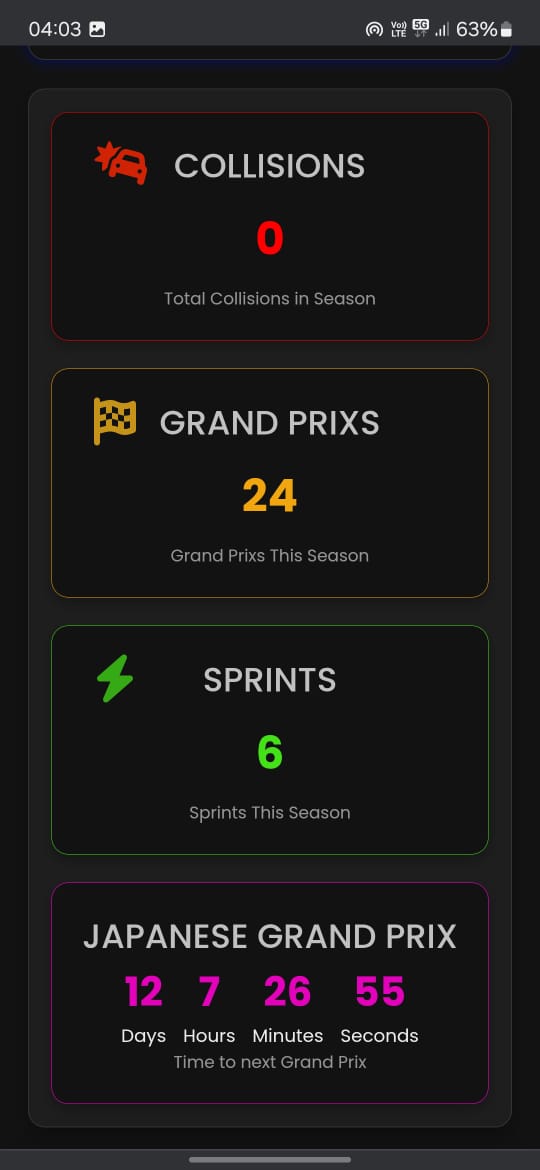 04:03 Vo)) LTE 5G 63%
COLLISIONS
0
Total Collisions in Season
GRAND PRIXS
24
Grand Prixs This Season
SPRINTS
6
Sprints This Season
JAPANESE GRAND PRIX
12 7 26 55
Days Hours Minutes Seconds
Time to next Grand Prix